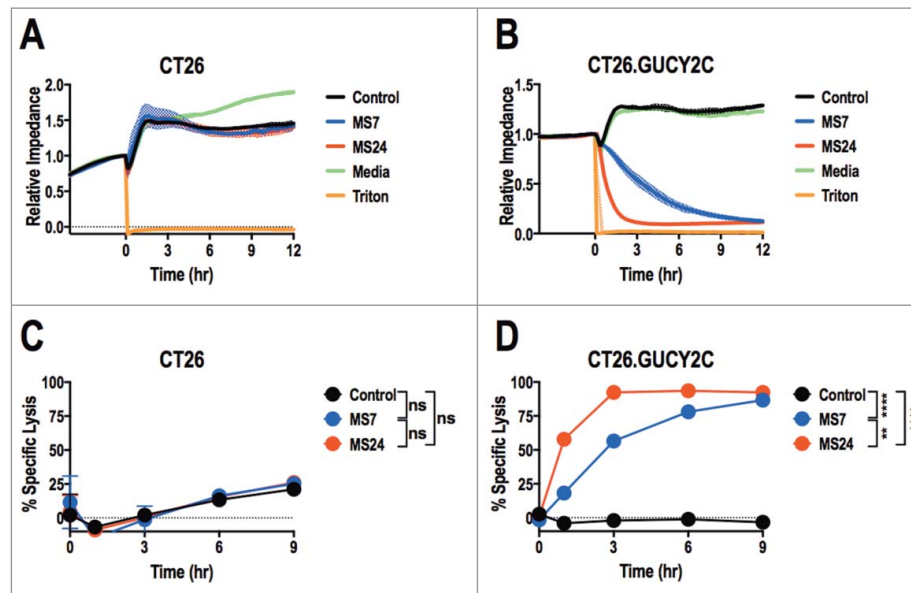 A
CT26
Relative Impedance
2.0
1.5
1.0
0.5
0.0
0 3 6 9 12
Time (hr)
Control
MS7
MS24
Media
Triton
B
CT26.GUCY2C
Relative Impedance
1.5
1.0
0.5
0.0
0 3 6 9 12
Time (hr)
Control
MS7
MS24
Media
Triton
C
CT26
% Specific Lysis
100
75
50
25
0
0 3 6 9
Time (hr)
Control
MS7
MS24
ns
ns
ns
D
CT26.GUCY2C
% Specific Lysis
100
75
50
25
0
0 3 6 9
Time (hr)
Control
MS7
MS24
****
**